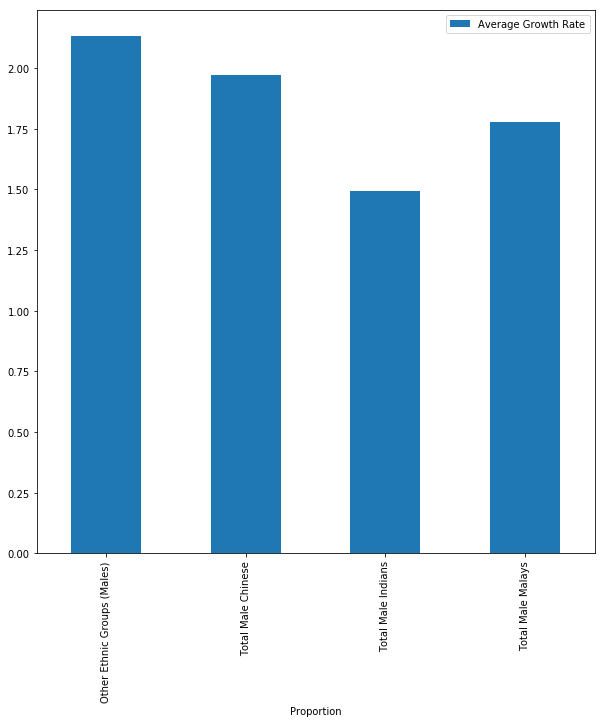 Average Growth Rate
2.00
1.75
1.50
1.25
1.00
0.75
0.50
0.25
0.00
Other Ethnic Groups (Males)
Total Male Chinese
Total Male Indians
Total Male Malays
Proportion